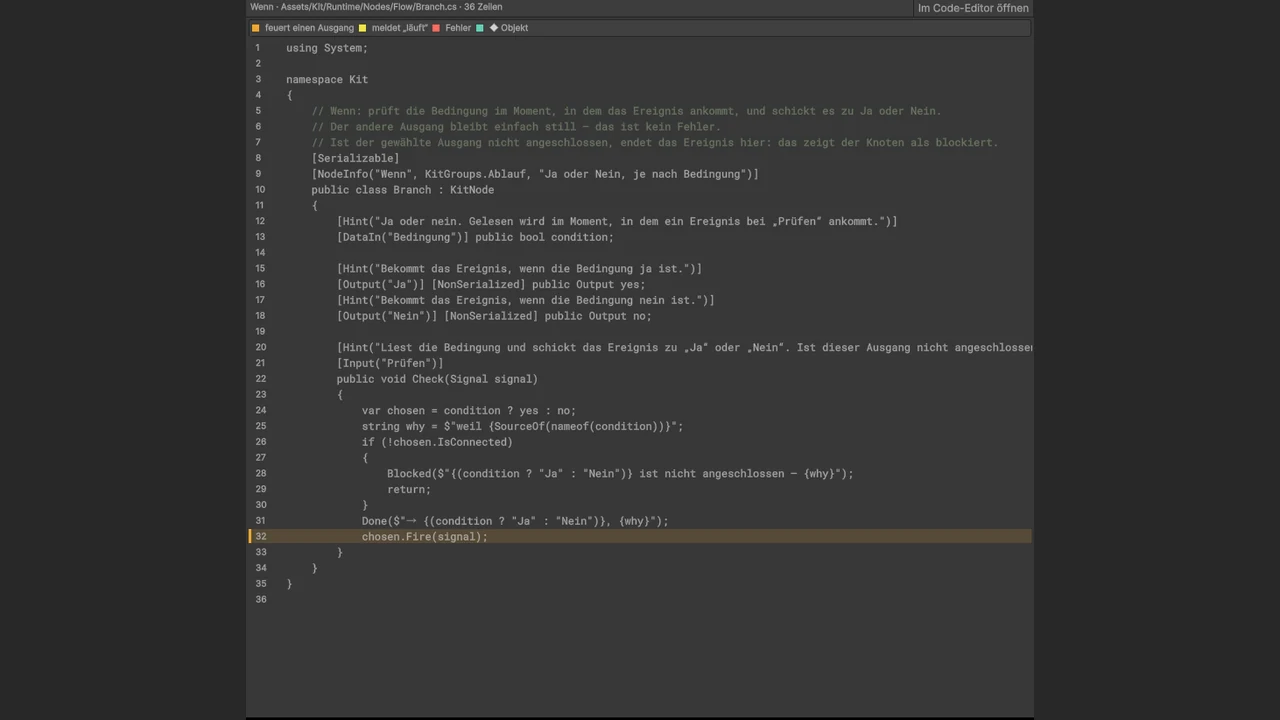 Wenn · Assets/Kit/Runtime/Nodes/Flow/Branch.cs · 36 Zeilen
Im Code-Editor öffnen
feuert einen Ausgang meldet „läuft“ Fehler ◆ Objekt
1 using System;
2
3 namespace Kit
4 {
5 // Wenn: prüft die Bedingung im Moment, in dem das Ereignis ankommt, und schickt es zu Ja oder Nein.
6 // Der andere Ausgang bleibt einfach still – das ist kein Fehler.
7 // Ist der gewählte Ausgang nicht angeschlossen, endet das Ereignis hier: das zeigt der Knoten als blockiert.
8 [Serializable]
9 [NodeInfo("Wenn", KitGroups.Ablauf, "Ja oder Nein, je nach Bedingung")]
10 public class Branch : KitNode
11 {
12 [Hint("Ja oder nein. Gelesen wird im Moment, in dem ein Ereignis bei „Prüfen“ ankommt.")]
13 [DataIn("Bedingung")] public bool condition;
14
15 [Hint("Bekommt das Ereignis, wenn die Bedingung ja ist.")]
16 [Output("Ja")] [NonSerialized] public Output yes;
17 [Hint("Bekommt das Ereignis, wenn die Bedingung nein ist.")]
18 [Output("Nein")] [NonSerialized] public Output no;
19
20 [Hint("Liest die Bedingung und schickt das Ereignis zu „Ja“ oder „Nein“. Ist dieser Ausgang nicht angeschlossen
21 [Input("Prüfen")]
22 public void Check(Signal signal)
23 {
24 var chosen = condition ? yes : no;
25 string why = $"weil {SourceOf(nameof(condition))}";
26 if (!chosen.IsConnected)
27 {
28 Blocked($"{(condition ? "Ja" : "Nein")} ist nicht angeschlossen – {why}");
29 return;
30 }
31 Done($"→ {(condition ? "Ja" : "Nein")}, {why}");
32 chosen.Fire(signal);
33 }
34 }
35 }
36